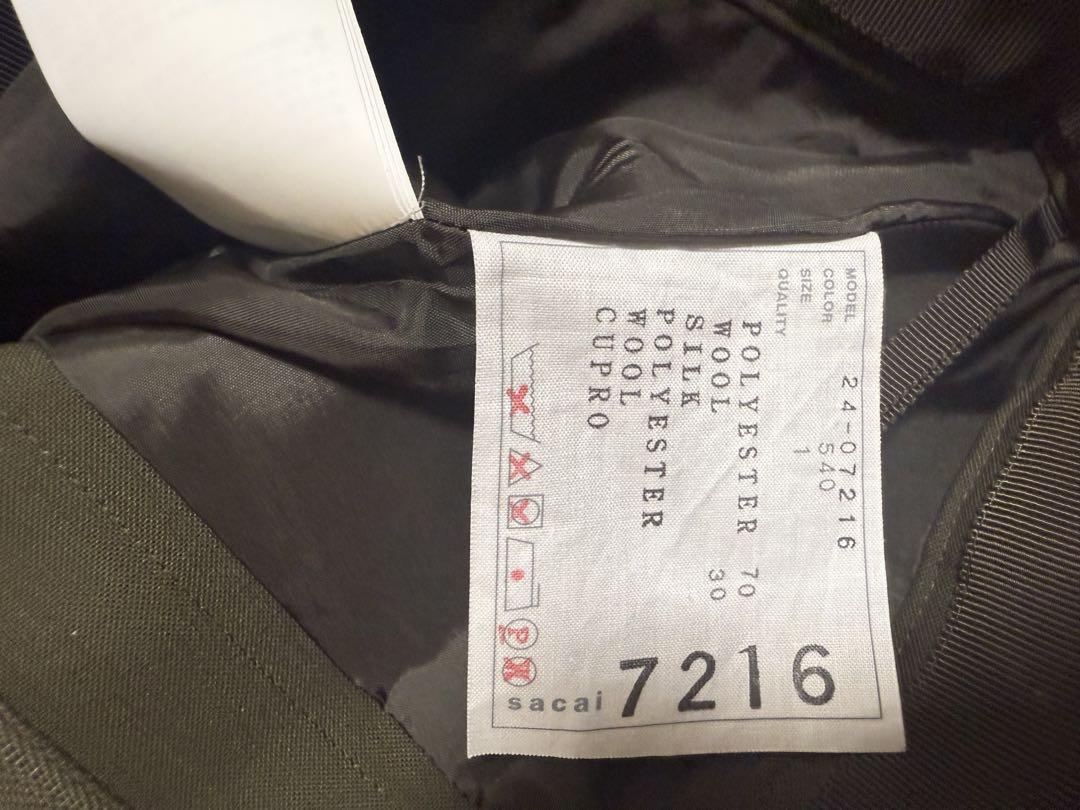 MODEL 24-07216
COLOR 540
SIZE 1
QUALITY
POLYESTER 70
WOOL 30
SILK
POLYESTER
WOOL
CUPRO
P
W
sacai 7216